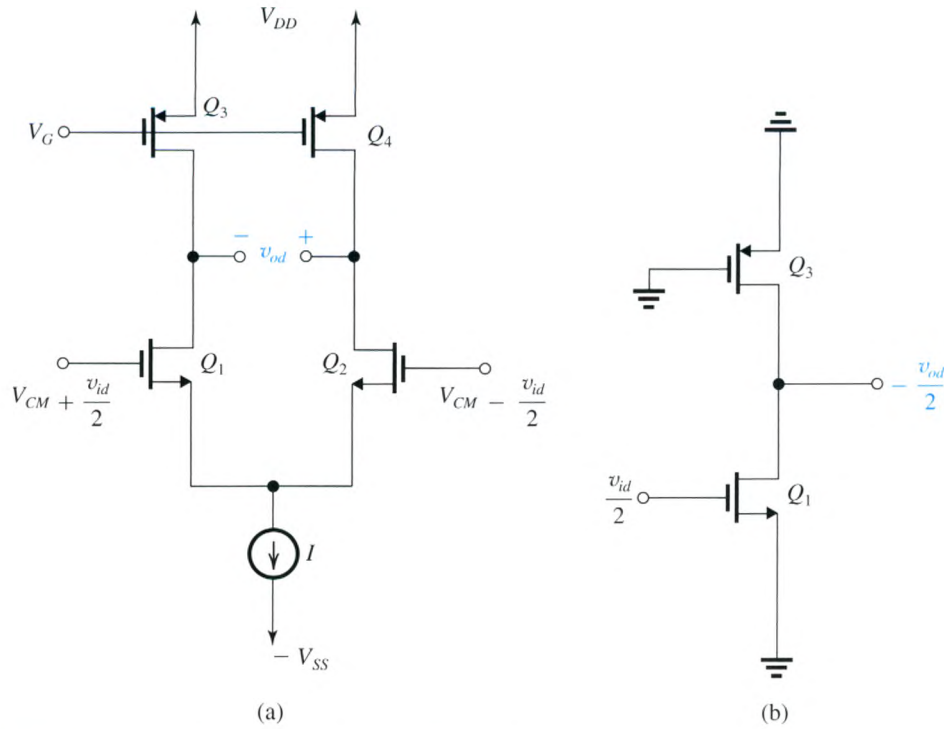 V_DD
Q_3
Q_4
V_G
− v_od +
Q_1
Q_2
V_CM + v_id/2
V_CM − v_id/2
I
− V_SS
(a)
Q_3
− v_od/2
v_id/2
Q_1
(b)